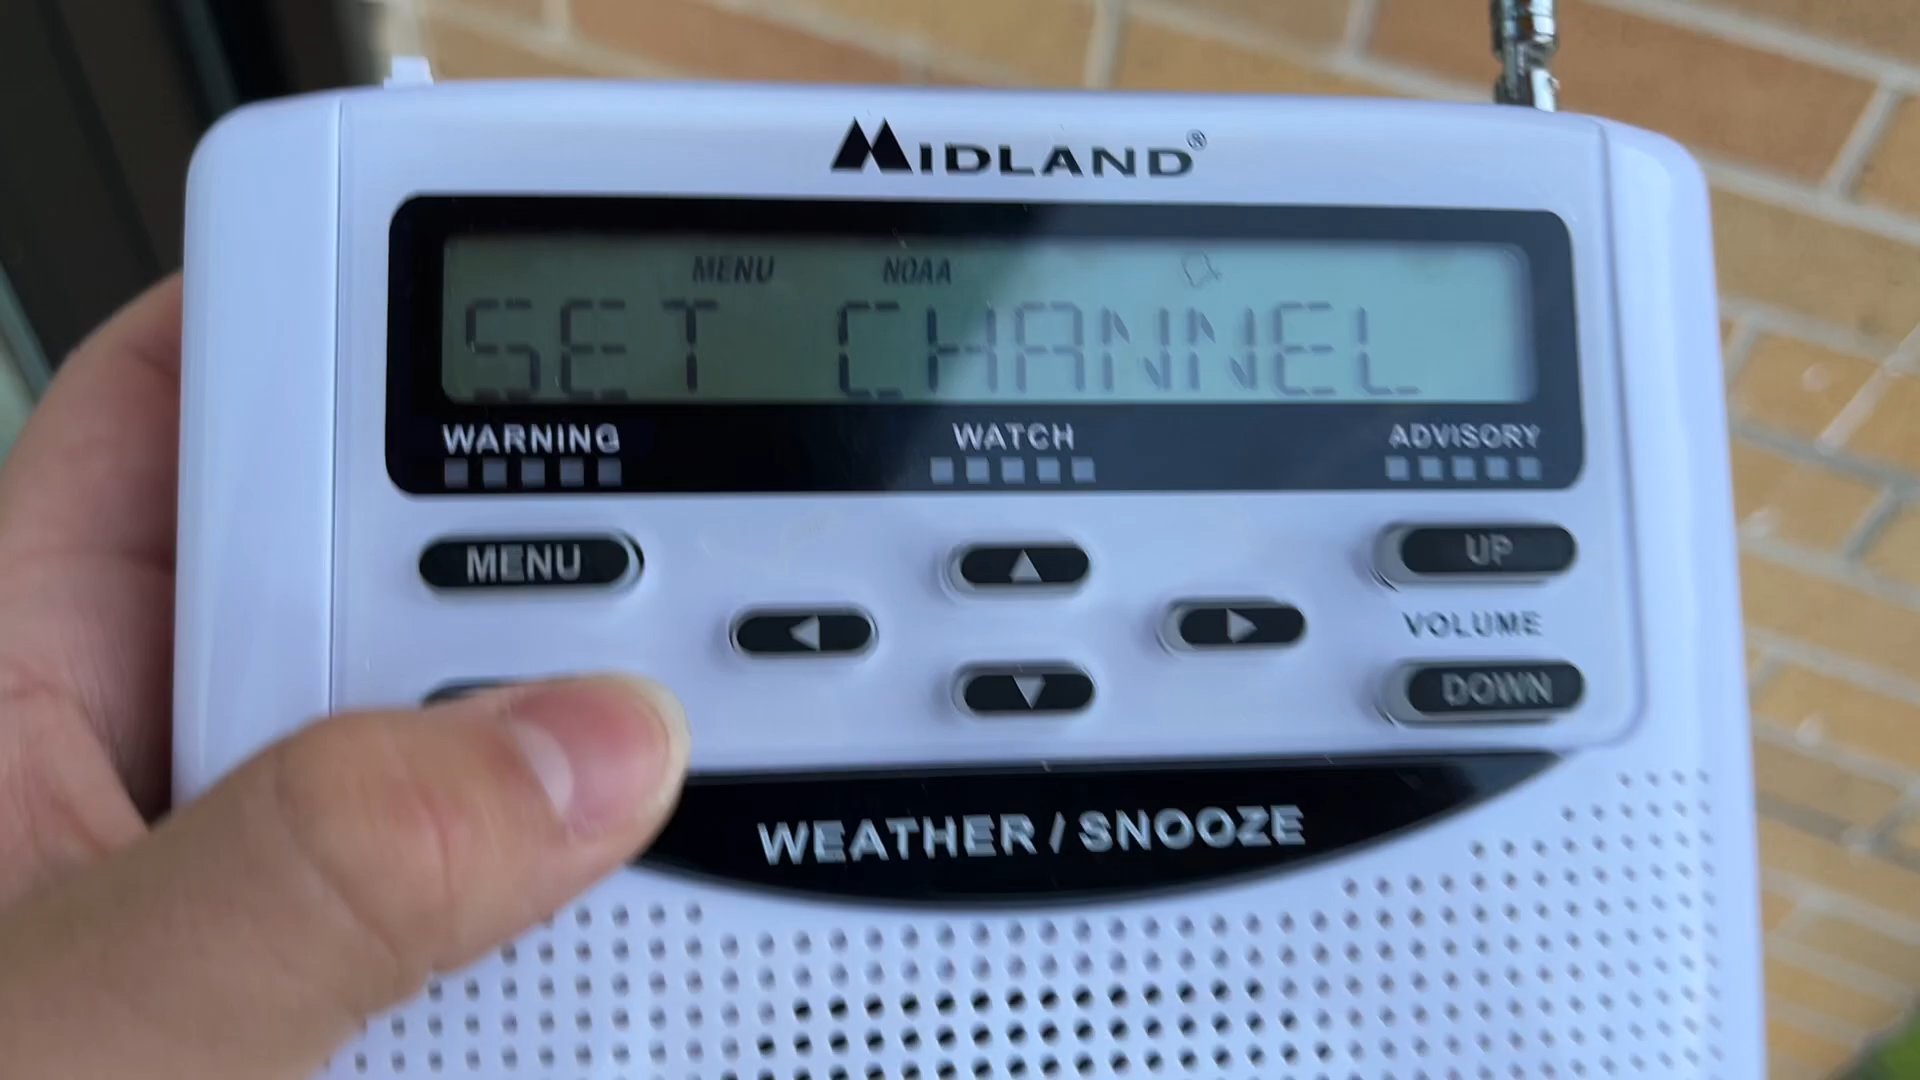 MIDLAND®
MENU NOAA
SET CHANNEL
WARNING WATCH ADVISORY
MENU
UP
VOLUME
DOWN
WEATHER / SNOOZE